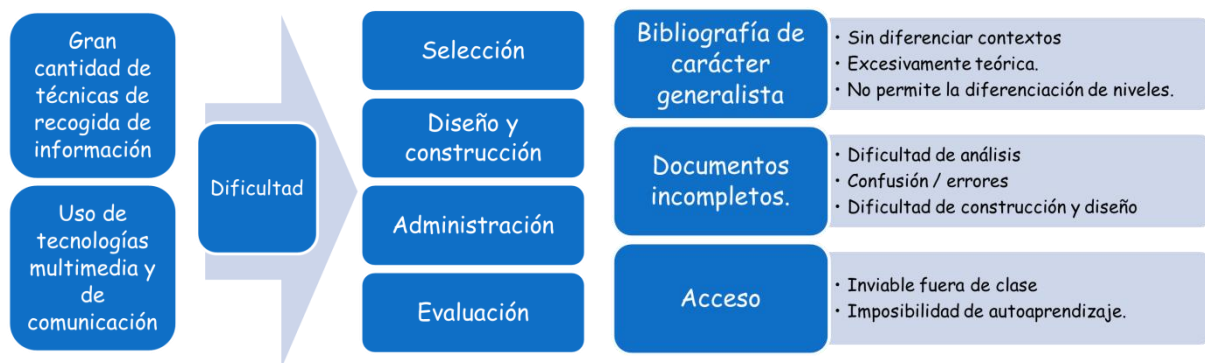 Gran
cantidad de
técnicas de
recogida de
información
Uso de
tecnologías
multimedia y
de
comunicación
Dificultad
Selección
Diseño y
construcción
Administración
Evaluación
Bibliografía de
carácter
generalista
• Sin diferenciar contextos
• Excesivamente teórica.
• No permite la diferenciación de niveles.
Documentos
incompletos.
• Dificultad de análisis
• Confusión / errores
• Dificultad de construcción y diseño
Acceso
• Inviable fuera de clase
• Imposibilidad de autoaprendizaje.